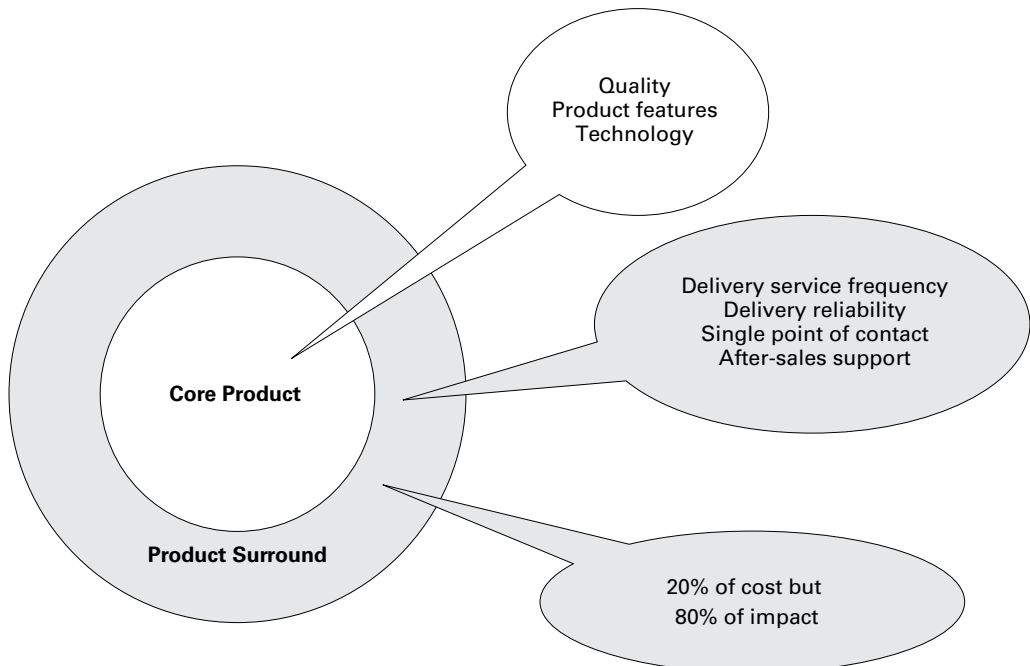 Quality
Product features
Technology
Delivery service frequency
Delivery reliability
Single point of contact
After-sales support
Core Product
Product Surround
20% of cost but
80% of impact